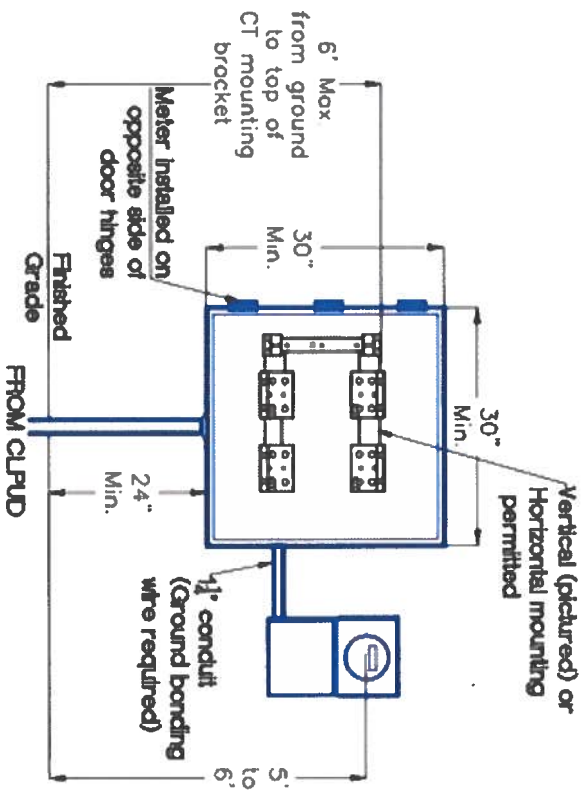 Vertical (pictured) or
Horizontal mounting
permitted
6' Max
from ground
to top of
CT mounting
bracket
30"
Min.
30"
Min.
Meter installed on
opposite side of
door hinges
1¼" conduit
(Ground bonding
wire required)
24"
Min.
5'
to
6'
Finished
Grade
FROM CLPUD